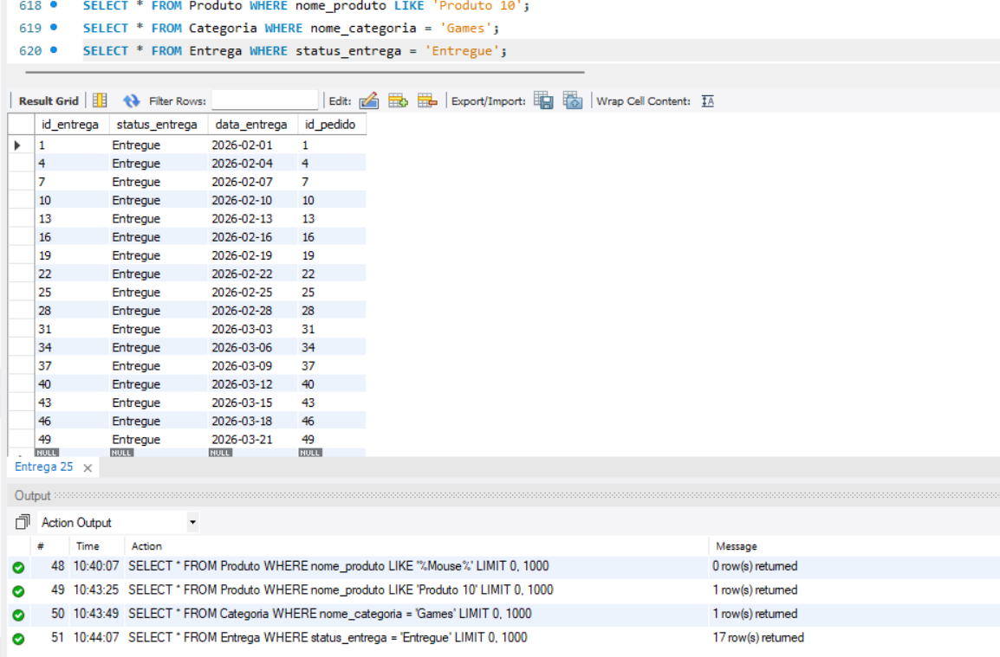 618 SELECT * FROM Produto WHERE nome_produto LIKE 'Produto 10';
619 SELECT * FROM Categoria WHERE nome_categoria = 'Games';
620 SELECT * FROM Entrega WHERE status_entrega = 'Entregue';
Result Grid Filter Rows: Edit: Export/Import: Wrap Cell Content: IA
id_entrega status_entrega data_entrega id_pedido
1 Entregue 2026-02-01 1
4 Entregue 2026-02-04 4
7 Entregue 2026-02-07 7
10 Entregue 2026-02-10 10
13 Entregue 2026-02-13 13
16 Entregue 2026-02-16 16
19 Entregue 2026-02-19 19
22 Entregue 2026-02-22 22
25 Entregue 2026-02-25 25
28 Entregue 2026-02-28 28
31 Entregue 2026-03-03 31
34 Entregue 2026-03-06 34
37 Entregue 2026-03-09 37
40 Entregue 2026-03-12 40
43 Entregue 2026-03-15 43
46 Entregue 2026-03-18 46
49 Entregue 2026-03-21 49
NULL NULL NULL NULL
Entrega 25
Output
Action Output
# Time Action Message
48 10:40:07 SELECT * FROM Produto WHERE nome_produto LIKE '%Mouse%' LIMIT 0, 1000 0 row(s) returned
49 10:43:25 SELECT * FROM Produto WHERE nome_produto LIKE 'Produto 10' LIMIT 0, 1000 1 row(s) returned
50 10:43:49 SELECT * FROM Categoria WHERE nome_categoria = 'Games' LIMIT 0, 1000 1 row(s) returned
51 10:44:07 SELECT * FROM Entrega WHERE status_entrega = 'Entregue' LIMIT 0, 1000 17 row(s) returned